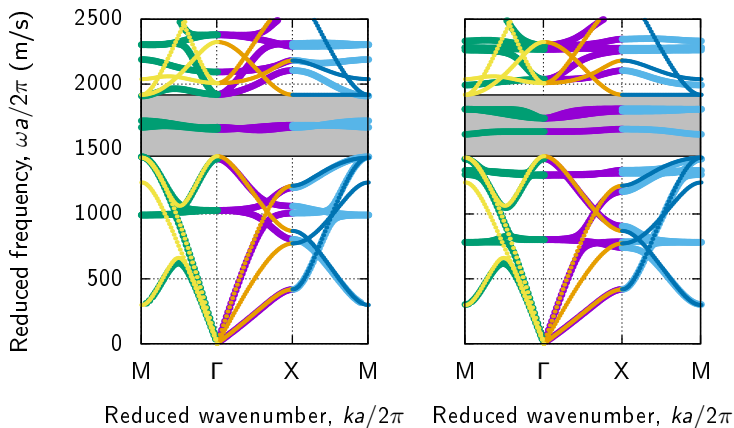 Reduced frequency, ωa/2π (m/s)
2500
2000
1500
1000
500
0
M Γ X M
M Γ X M
Reduced wavenumber, ka/2π
Reduced wavenumber, ka/2π